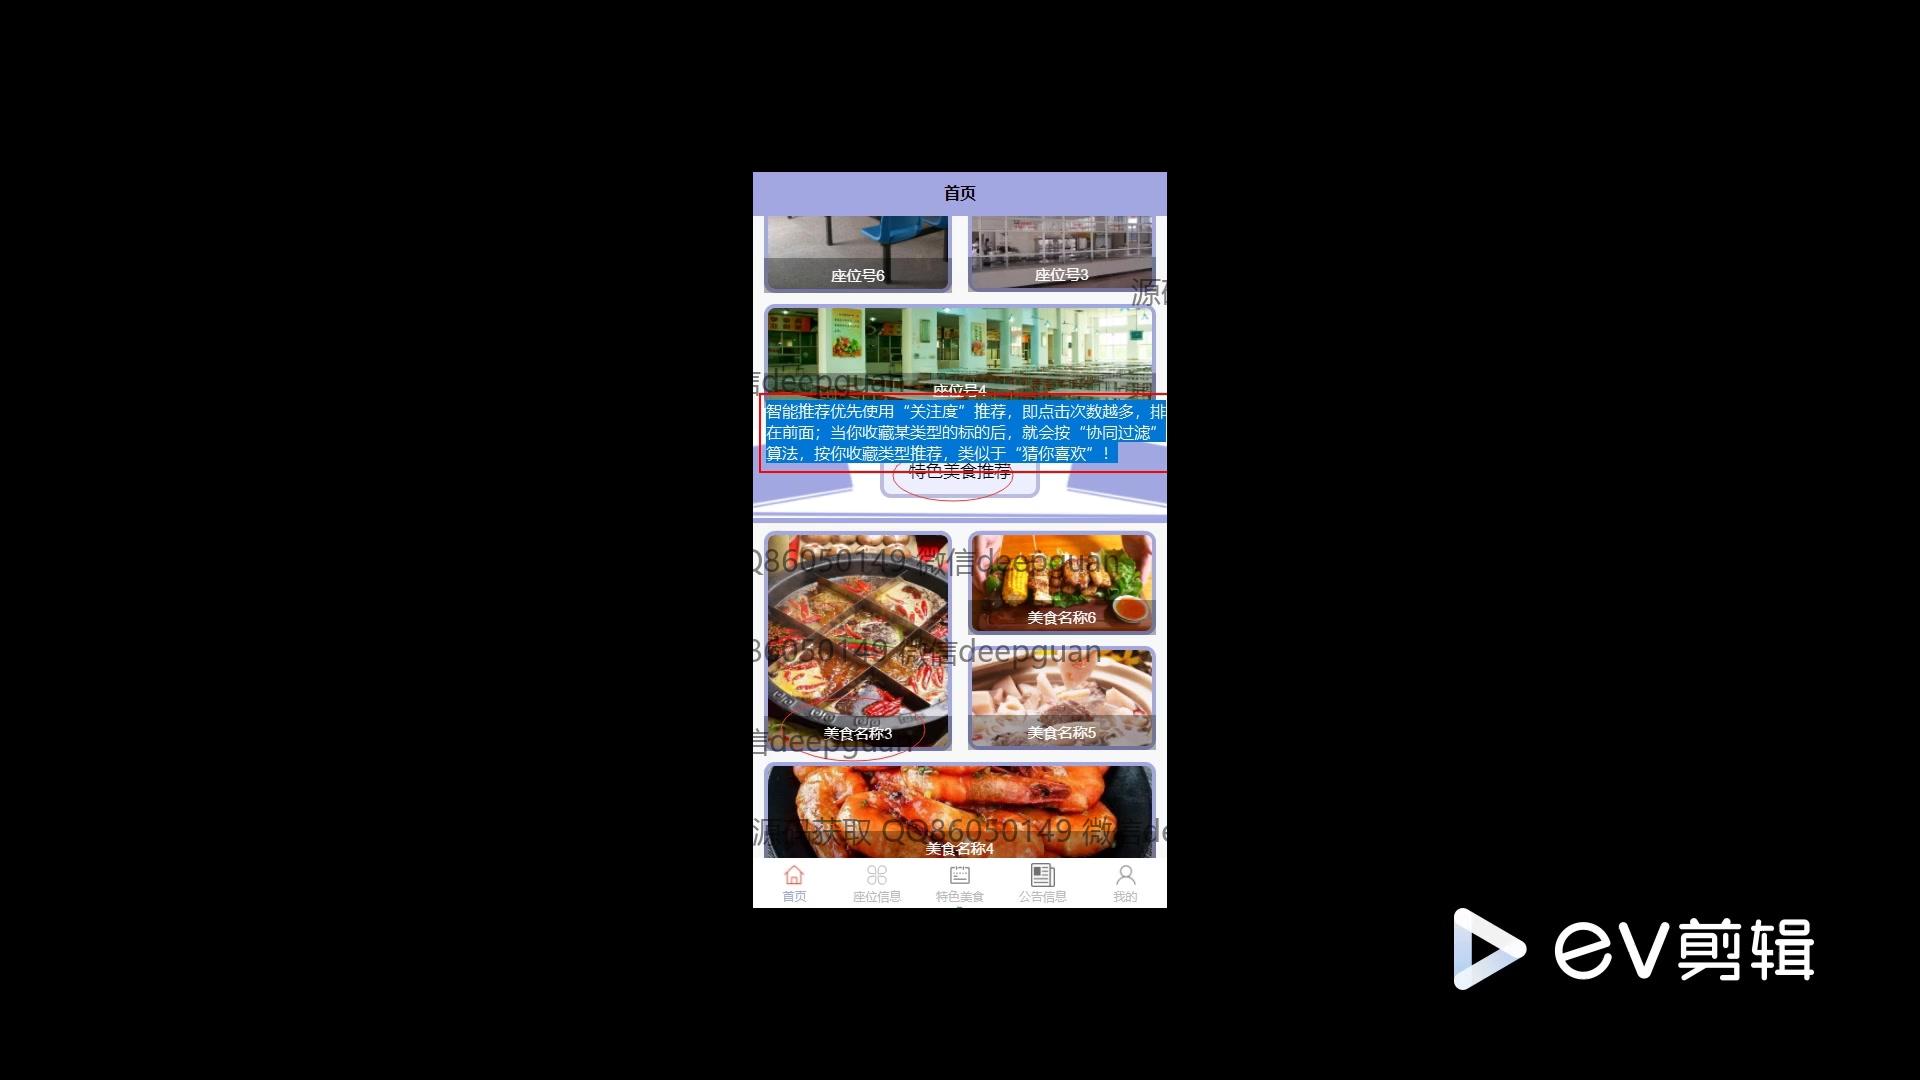 首页
座位号6
座位号3
源
座位号4
信deepguan
智能推荐优先使用“关注度”推荐，即点击次数越多，排
在前面；当你收藏某类型的标的后，就会按“协同过滤”
算法，按你收藏类型推荐，类似于“猜你喜欢”！
特色美食推荐
Q86050149 微信deepguan
美食名称6
86050149 微信deepguan
美食名称3
美食名称5
信deepguan
源码获取 QQ86050149 微信de
美食名称4
首页
座位信息
特色美食
公告信息
我的
ev剪辑